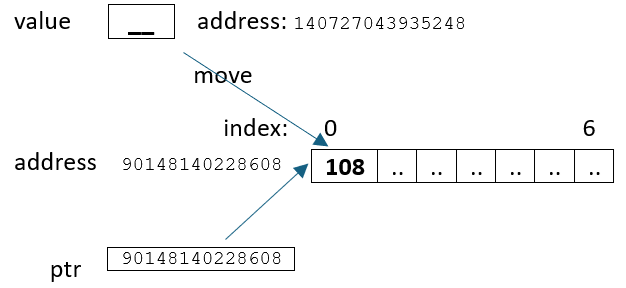 value __ address: 140727043935248
move
index: 0 6
address 90148140228608 108 .. .. .. .. .. ..
ptr 90148140228608